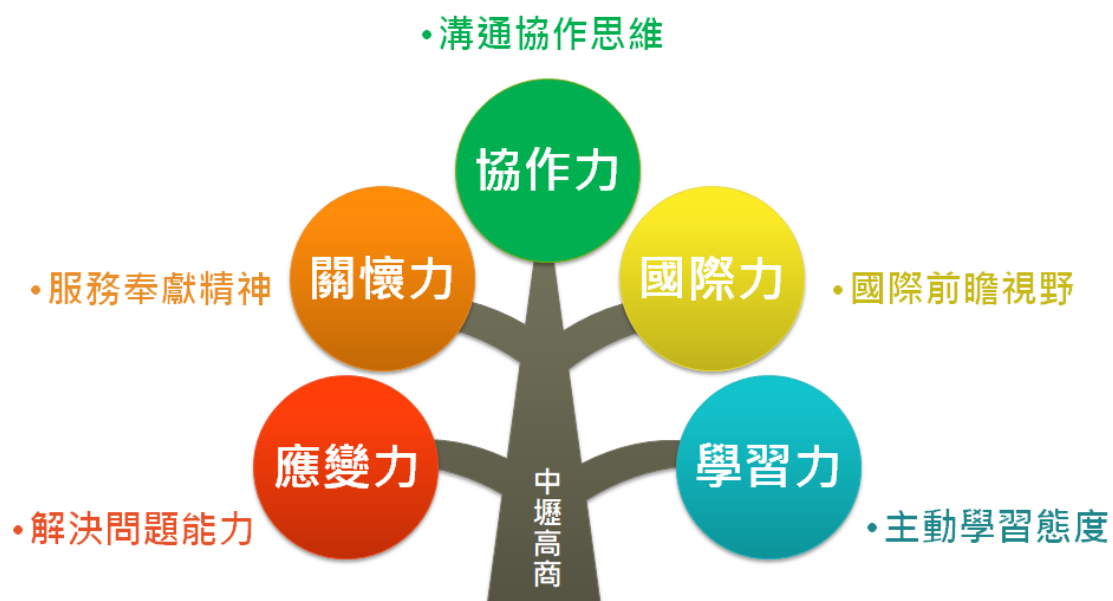 •溝通協作思維
協作力
關懷力
國際力
•服務奉獻精神
•國際前瞻視野
應變力
學習力
中壢高商
•解決問題能力
•主動學習態度